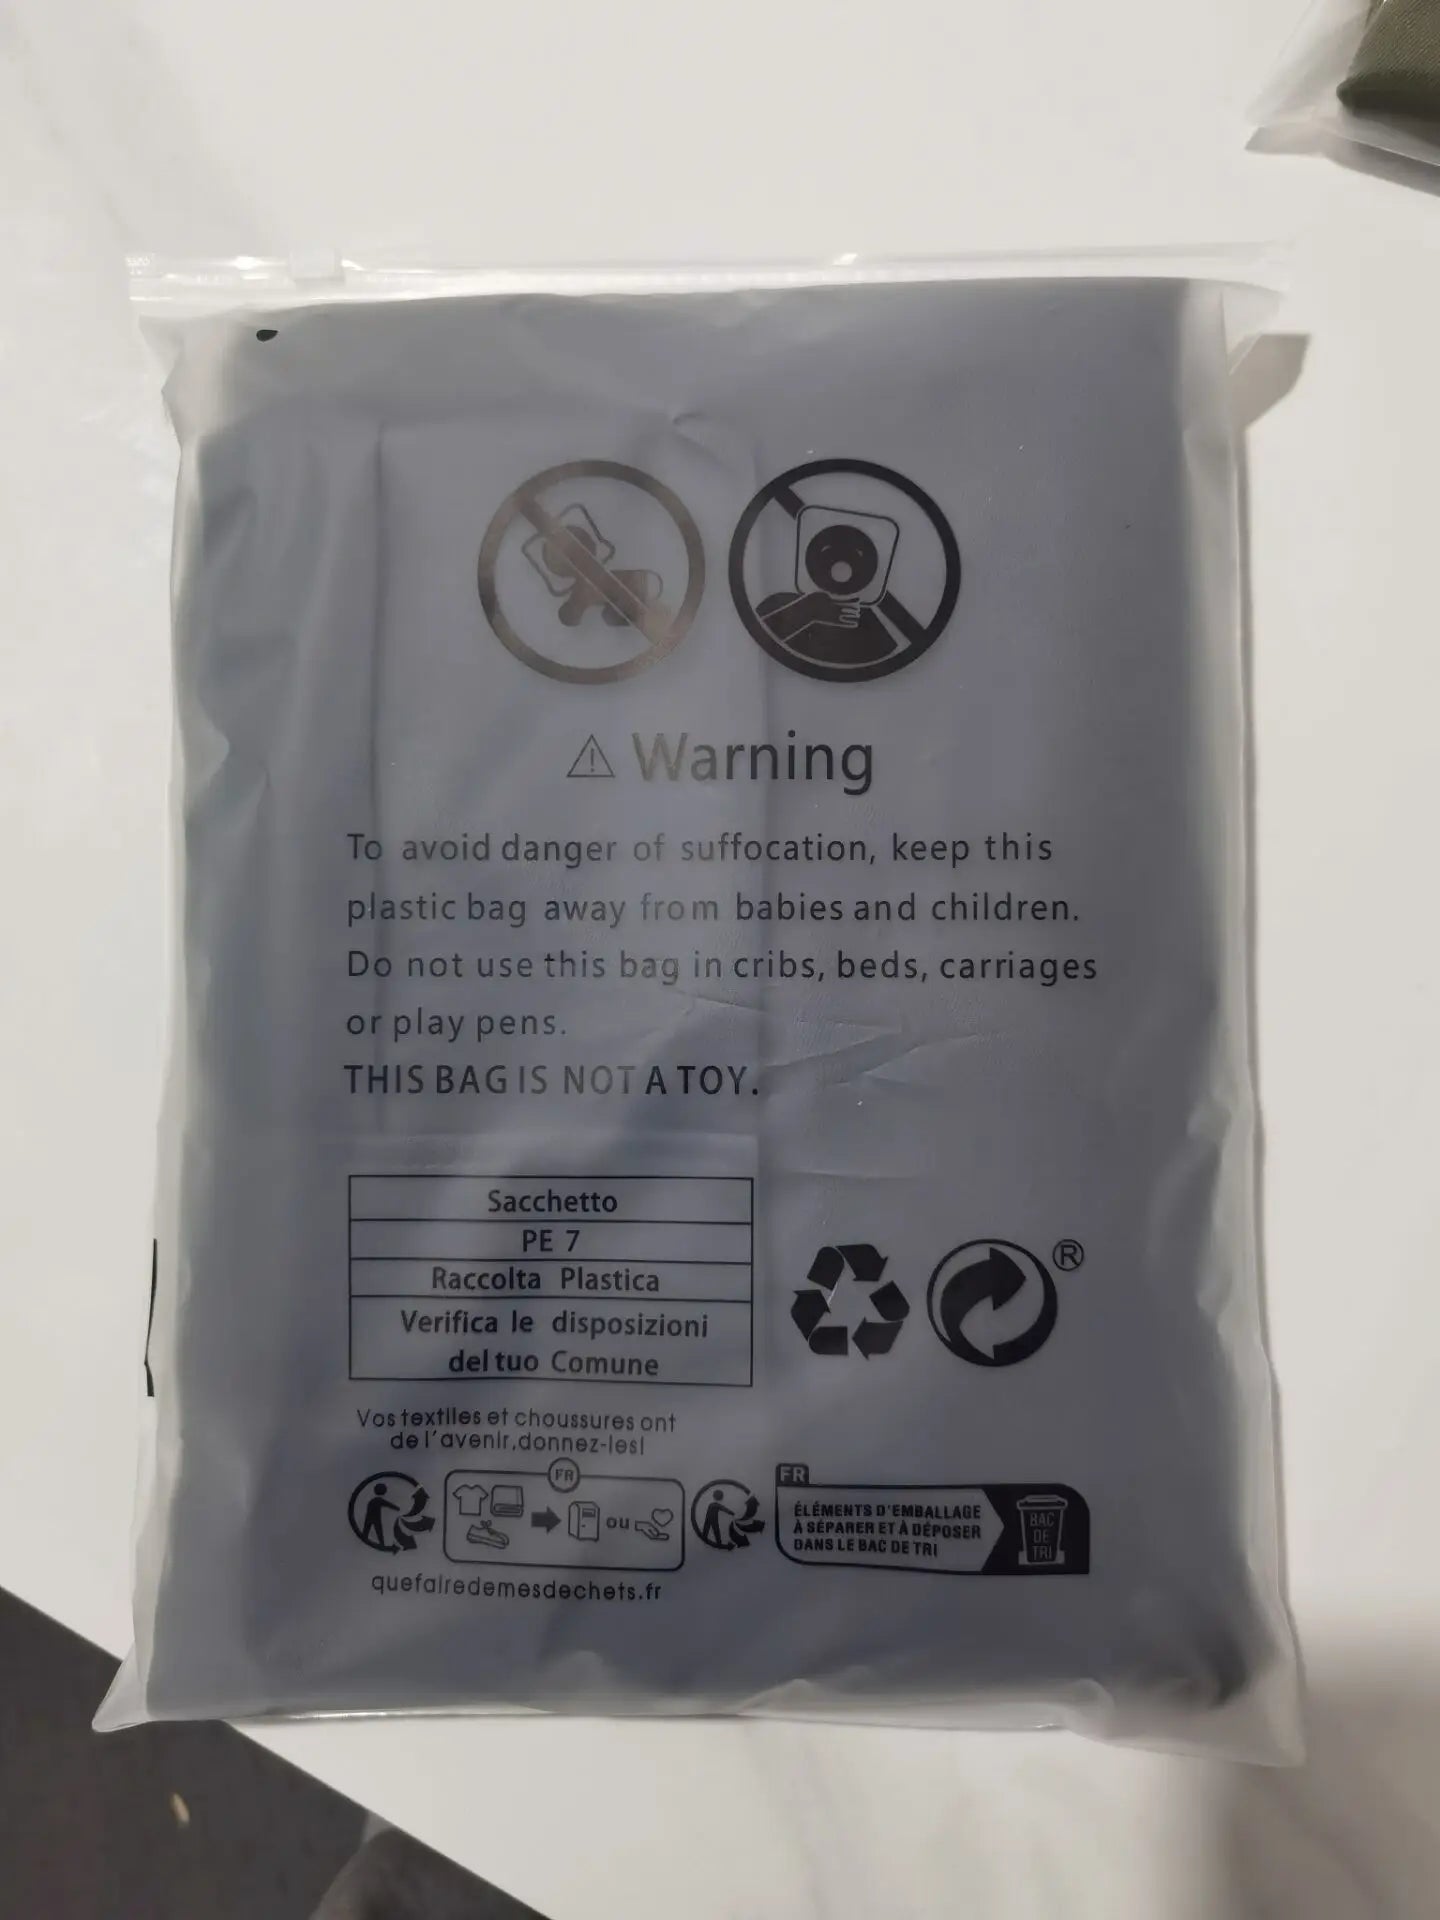 ⚠ Warning
To avoid danger of suffocation, keep this
plastic bag away from babies and children.
Do not use this bag in cribs, beds, carriages
or play pens.
THIS BAG IS NOT A TOY.
Sacchetto
PE 7
Raccolta Plastica
Verifica le disposizioni
del tuo Comune
®
Vos textiles et choussures ont
de l'avenir,donnez-les!
FR
ou
quefairedemesdechets.fr
FR
ÉLÉMENTS D'EMBALLAGE
À SÉPARER ET À DÉPOSER
DANS LE BAC DE TRI
BAC
DE
TRI